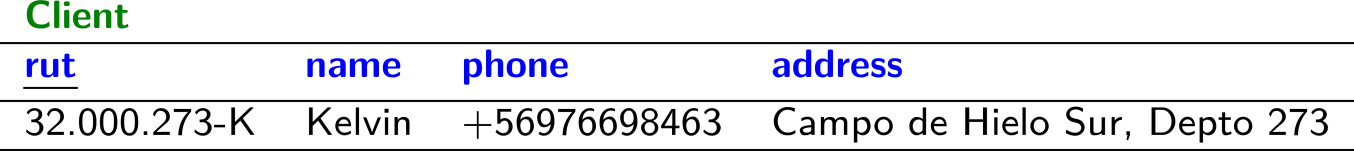 Client
rut name phone address
32.000.273-K Kelvin +56976698463 Campo de Hielo Sur, Depto 273